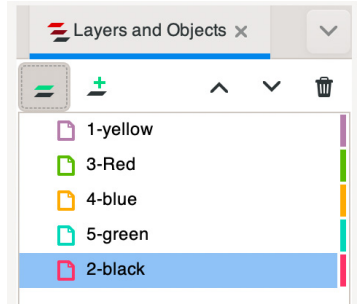 Layers and Objects
1-yellow
3-Red
4-blue
5-green
2-black